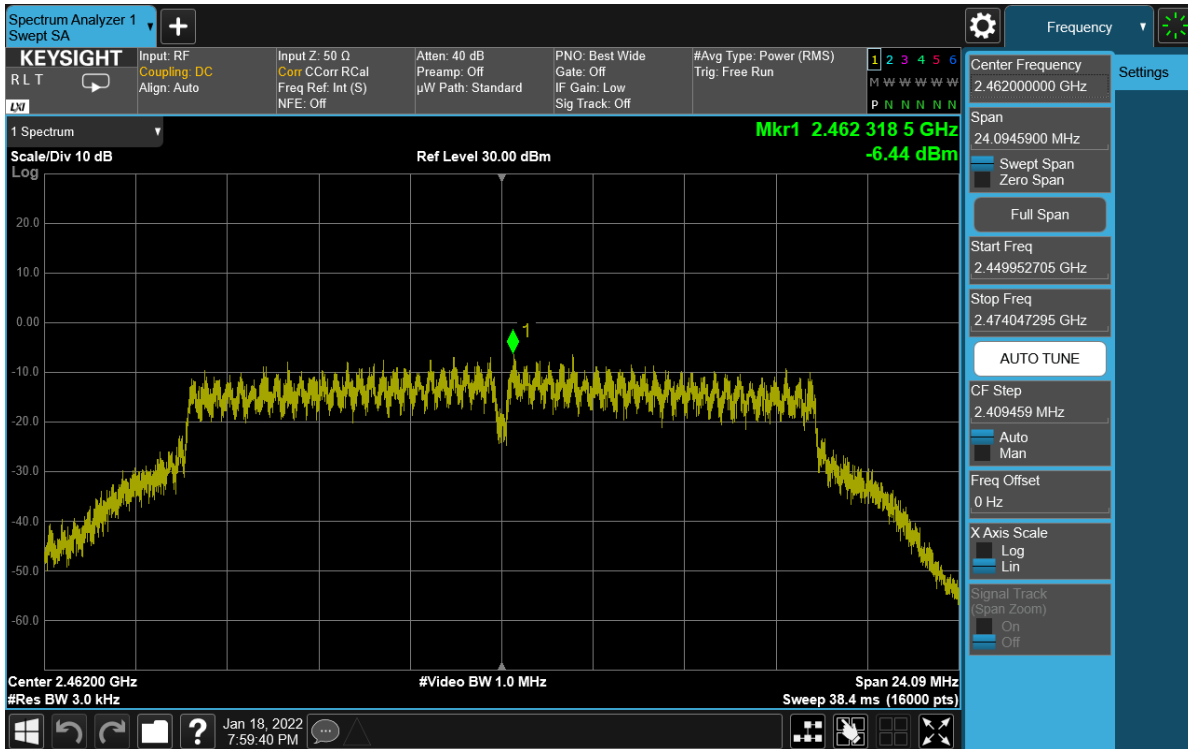 Spectrum Analyzer 1
Swept SA
Frequency
KEYSIGHT
R L T
LXI
Input: RF
Coupling: DC
Align: Auto
Input Z: 50 Ω
Corr CCorr RCal
Freq Ref: Int (S)
NFE: Off
Atten: 40 dB
Preamp: Off
µW Path: Standard
PNO: Best Wide
Gate: Off
IF Gain: Low
Sig Track: Off
#Avg Type: Power (RMS)
Trig: Free Run
1 2 3 4 5 6
M W W W W W
P N N N N N
1 Spectrum
Scale/Div 10 dB
Log
Ref Level 30.00 dBm
Mkr1 2.462 318 5 GHz
-6.44 dBm
20.0
10.0
0.00
-10.0
-20.0
-30.0
-40.0
-50.0
-60.0
1
Center 2.46200 GHz
#Res BW 3.0 kHz
#Video BW 1.0 MHz
Span 24.09 MHz
Sweep 38.4 ms (16000 pts)
Center Frequency
2.462000000 GHz
Settings
Span
24.0945900 MHz
Swept Span
Zero Span
Full Span
Start Freq
2.449952705 GHz
Stop Freq
2.474047295 GHz
AUTO TUNE
CF Step
2.409459 MHz
Auto
Man
Freq Offset
0 Hz
X Axis Scale
Log
Lin
Signal Track
(Span Zoom)
On
Off
?
Jan 18, 2022
7:59:40 PM